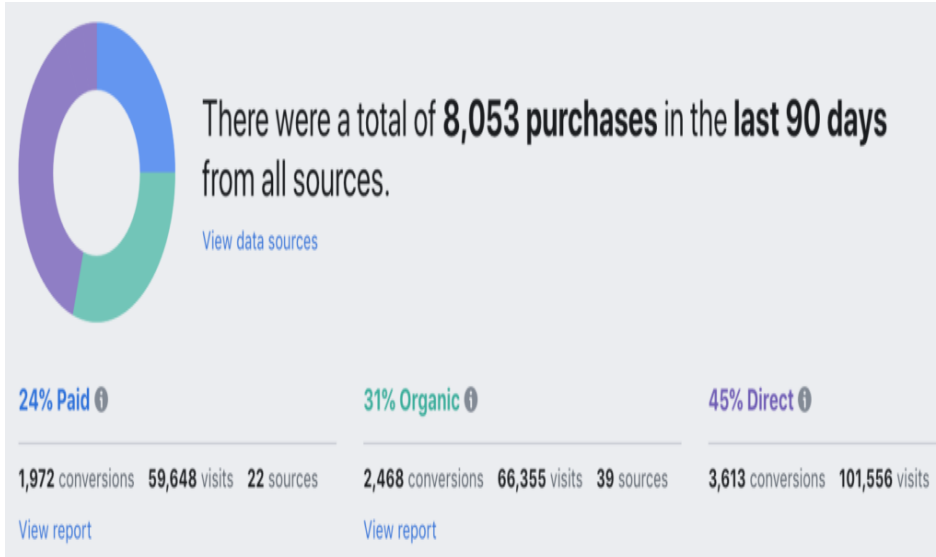 There were a total of 8,053 purchases in the last 90 days
from all sources.
View data sources
24% Paid
31% Organic
45% Direct
1,972 conversions 59,648 visits 22 sources
2,468 conversions 66,355 visits 39 sources
3,613 conversions 101,556 visits
View report
View report